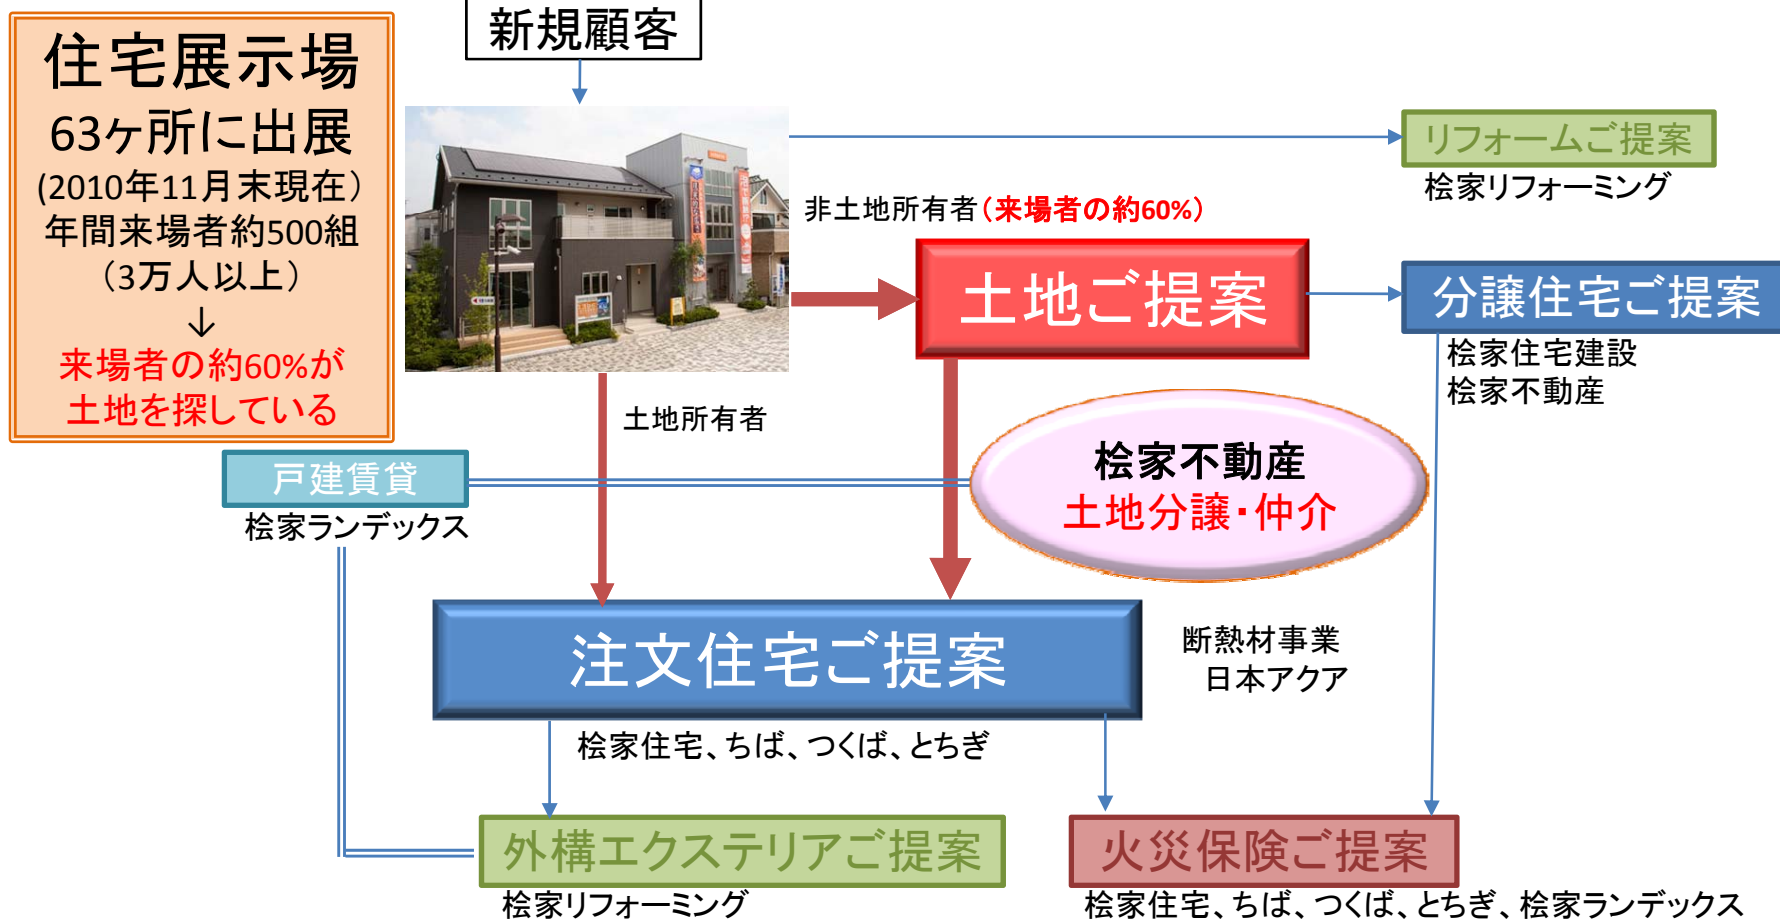 新規顧客
住宅展示場
63ヶ所に出展
(2010年11月末現在)
年間来場者約500組
(3万人以上)
↓
来場者の約60%が
土地を探している
リフォームご提案
桧家リフォーミング
非土地所有者(来場者の約60%)
土地ご提案
分譲住宅ご提案
桧家住宅建設
桧家不動産
土地所有者
桧家不動産
土地分譲・仲介
戸建賃貸
桧家ランデックス
注文住宅ご提案
断熱材事業
日本アクア
桧家住宅、ちば、つくば、とちぎ
外構エクステリアご提案
桧家リフォーミング
火災保険ご提案
桧家住宅、ちば、つくば、とちぎ、桧家ランデックス